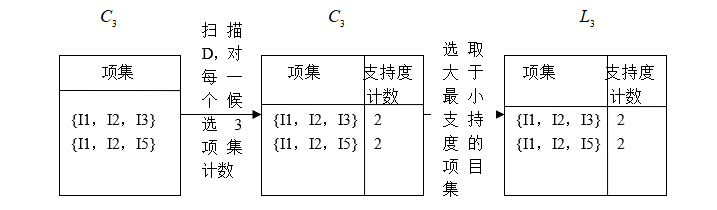 C3
扫描
D，对
每一
个候
选3
项集
计数
C3
选取
大于
最小
支持
度的
项目
集
L3
项集
{I1，I2，I3}
{I1，I2，I5}
项集 支持度
计数
{I1，I2，I3} 2
{I1，I2，I5} 2
项集 支持度
计数
{I1，I2，I3} 2
{I1，I2，I5} 2